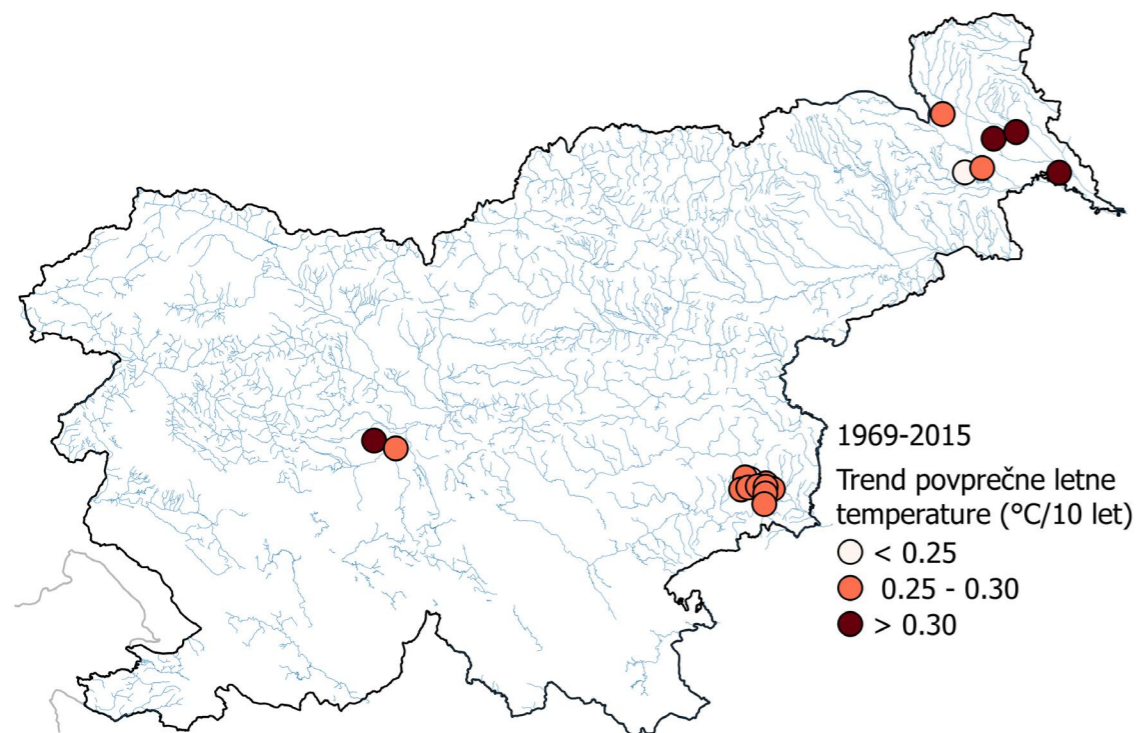 1969-2015
Trend povprečne letne
temperature (°C/10 let)
< 0.25
0.25 - 0.30
> 0.30